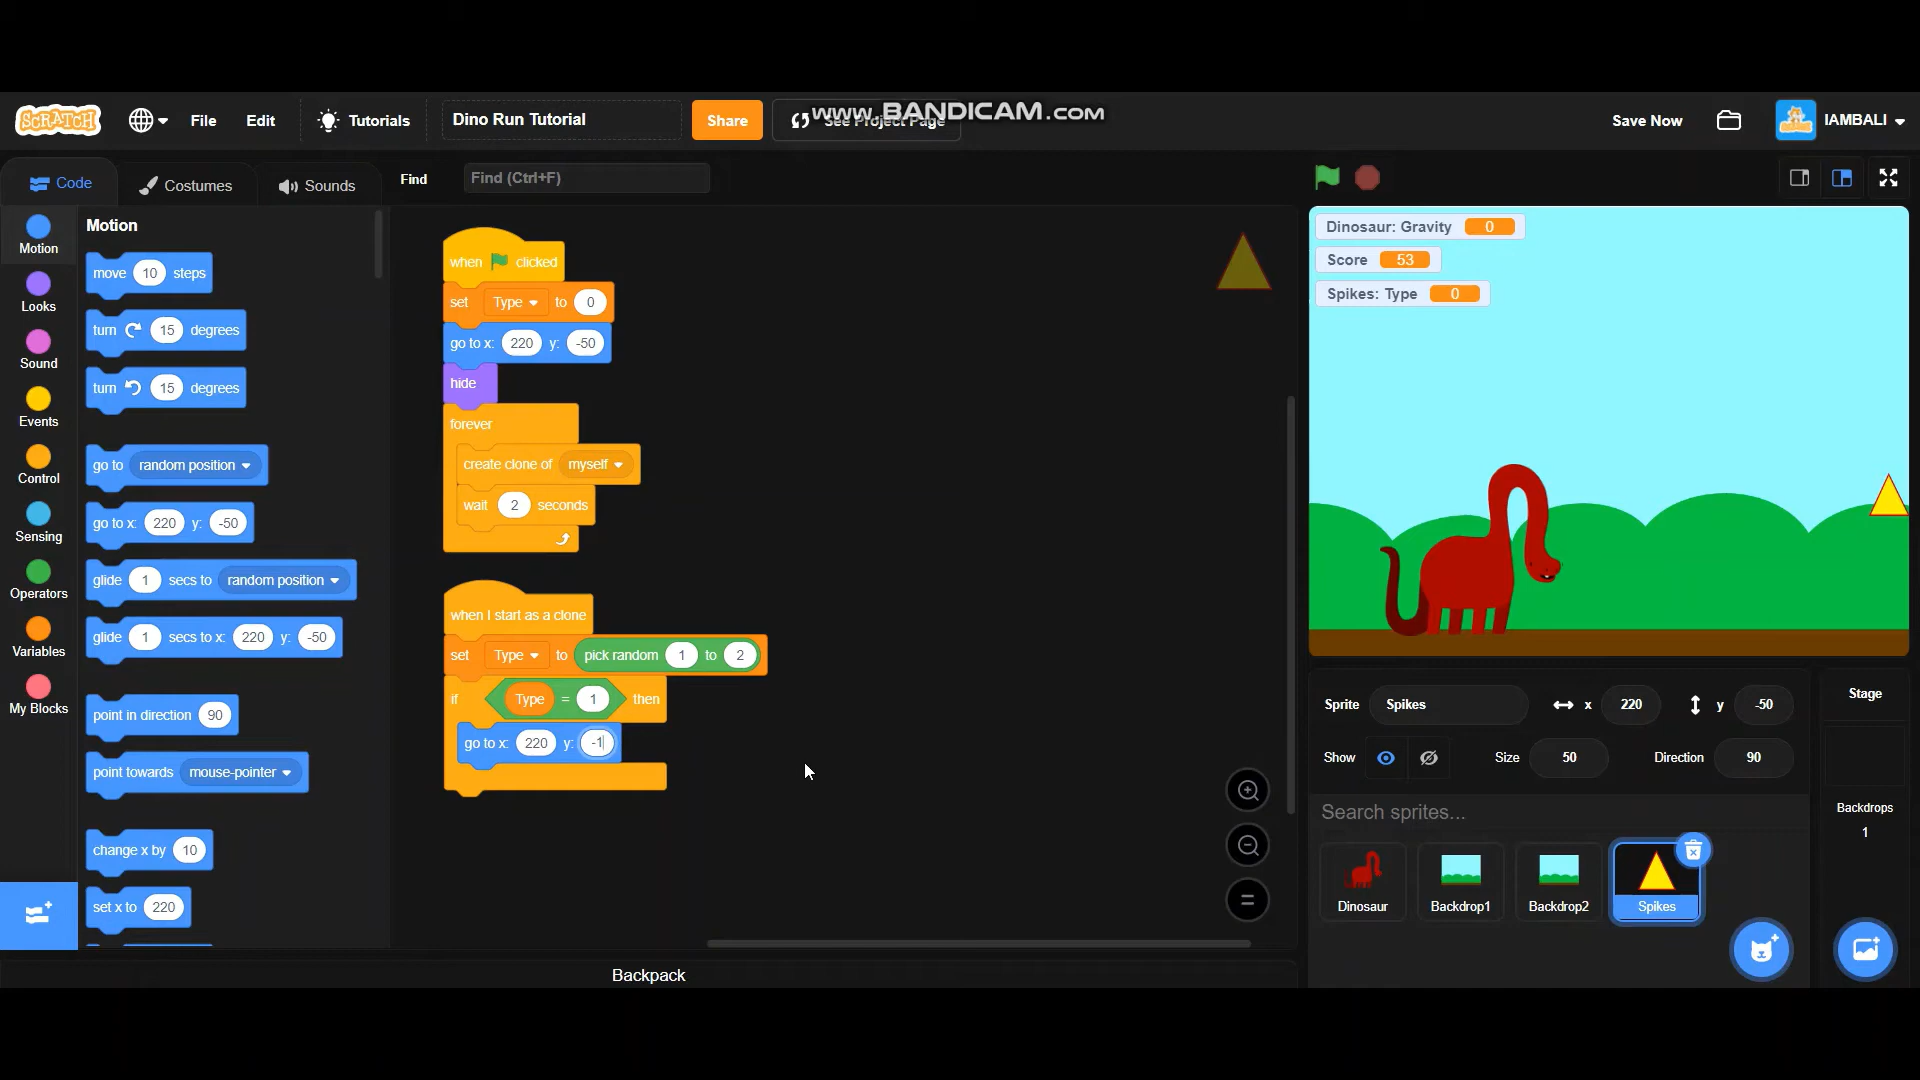 SCRATCH
File
Edit
Tutorials
Dino Run Tutorial
Share
See Project Page
www.BANDICAM.com
Save Now
IAMBALI
Code
Costumes
Sounds
Find
Find (Ctrl+F)
Motion
Looks
Sound
Events
Control
Sensing
Operators
Variables
My Blocks
Motion
move 10 steps
turn 15 degrees
turn 15 degrees
go to random position
go to x: 220 y: -50
glide 1 secs to random position
glide 1 secs to x: 220 y: -50
point in direction 90
point towards mouse-pointer
change x by 10
set x to 220
when clicked
set Type to 0
go to x: 220 y: -50
hide
forever
create clone of myself
wait 2 seconds
when I start as a clone
set Type to pick random 1 to 2
if Type = 1 then
go to x: 220 y: -1
Backpack
Dinosaur: Gravity 0
Score 53
Spikes: Type 0
Sprite Spikes x 220 y -50
Show Size 50 Direction 90
Search sprites...
Dinosaur
Backdrop1
Backdrop2
Spikes
Stage
Backdrops
1